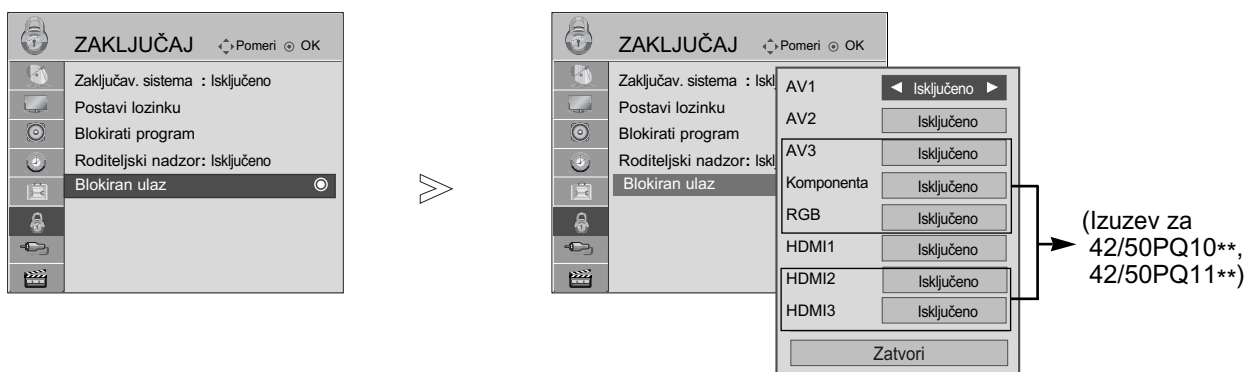 ZAKLJUČAJ Pomeri OK
Zaključav. sistema : Isključeno
Postavi lozinku
Blokirati program
Roditeljski nadzor: Isključeno
Blokiran ulaz
ZAKLJUČAJ Pomeri OK
Zaključav. sistema : Isklj
Postavi lozinku
Blokirati program
Roditeljski nadzor: Isklj
Blokiran ulaz
AV1 ◄ Isključeno ►
AV2 Isključeno
AV3 Isključeno
Komponenta Isključeno
RGB Isključeno
HDMI1 Isključeno
HDMI2 Isključeno
HDMI3 Isključeno
Zatvori
(Izuzev za
42/50PQ10**,
42/50PQ11**)